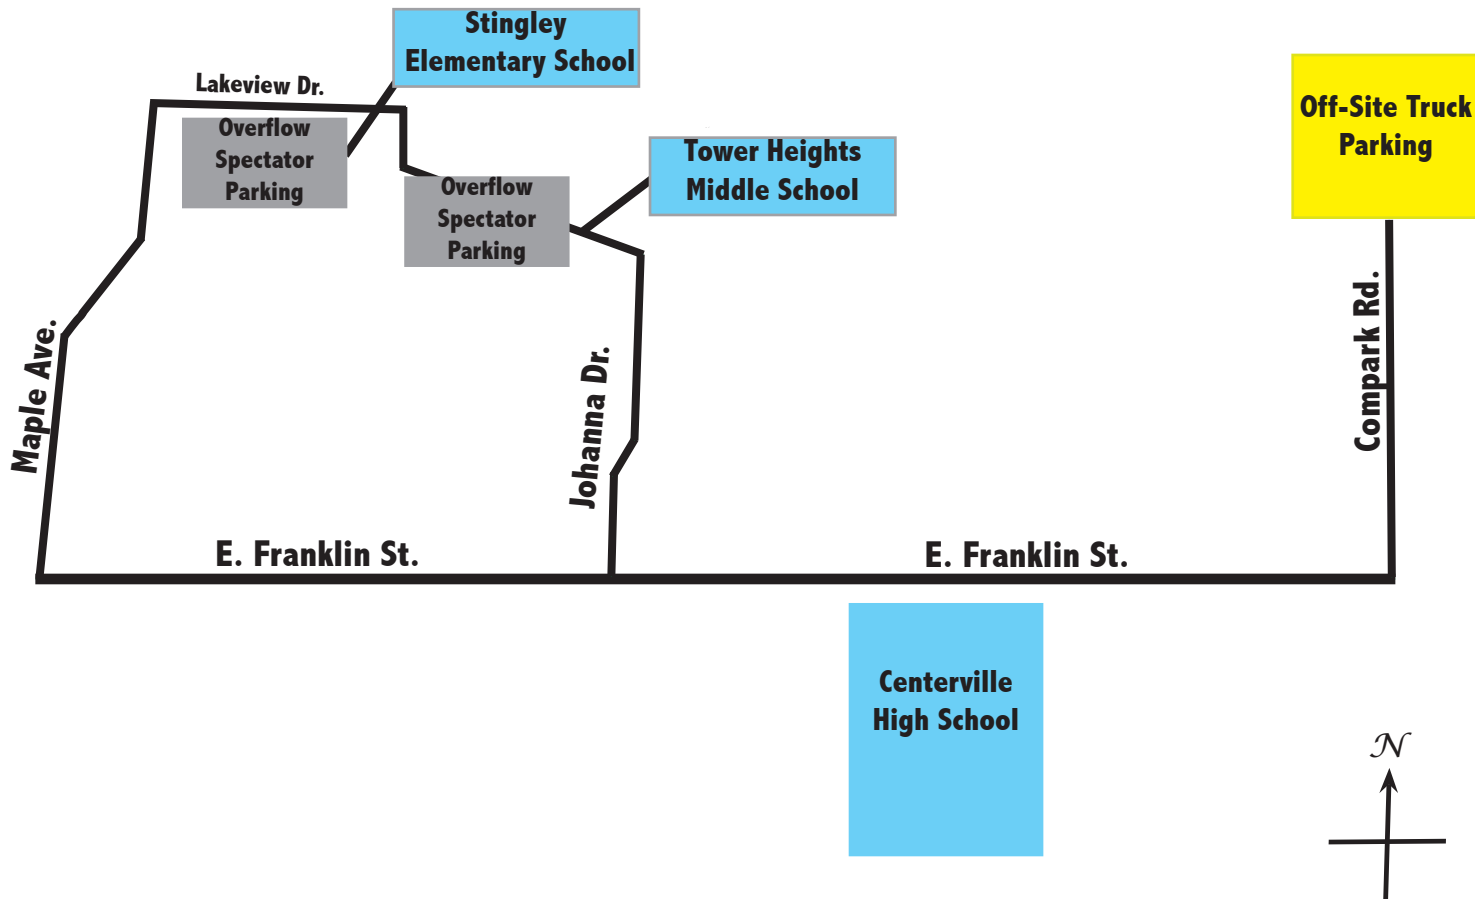 Stingley
Elementary School
Lakeview Dr.
Overflow
Spectator
Parking
Tower Heights
Middle School
Overflow
Spectator
Parking
Off-Site Truck
Parking
Maple Ave.
Johanna Dr.
Compark Rd.
E. Franklin St.
E. Franklin St.
Centerville
High School
N